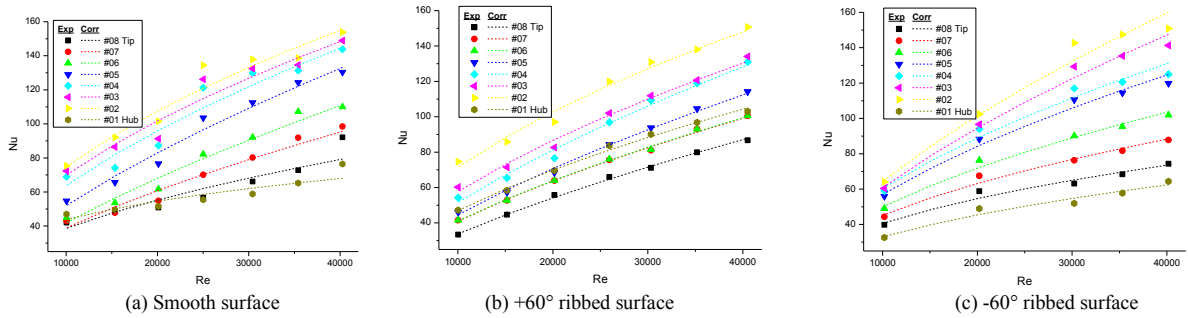 160
140
120
100
80
60
40
Nu
Exp Corr
#08 Tip
#07
#06
#05
#04
#03
#02
#01 Hub
10000 20000 30000 40000
Re
(a) Smooth surface
160
140
120
100
80
60
40
20
Nu
Exp Corr
#08 Tip
#07
#06
#05
#04
#03
#02
#01 Hub
10000 20000 30000 40000
Re
(b) +60° ribbed surface
160
140
120
100
80
60
40
Nu
Exp Corr
#08 Tip
#07
#06
#05
#04
#03
#02
#01 Hub
10000 20000 30000 40000
Re
(c) -60° ribbed surface